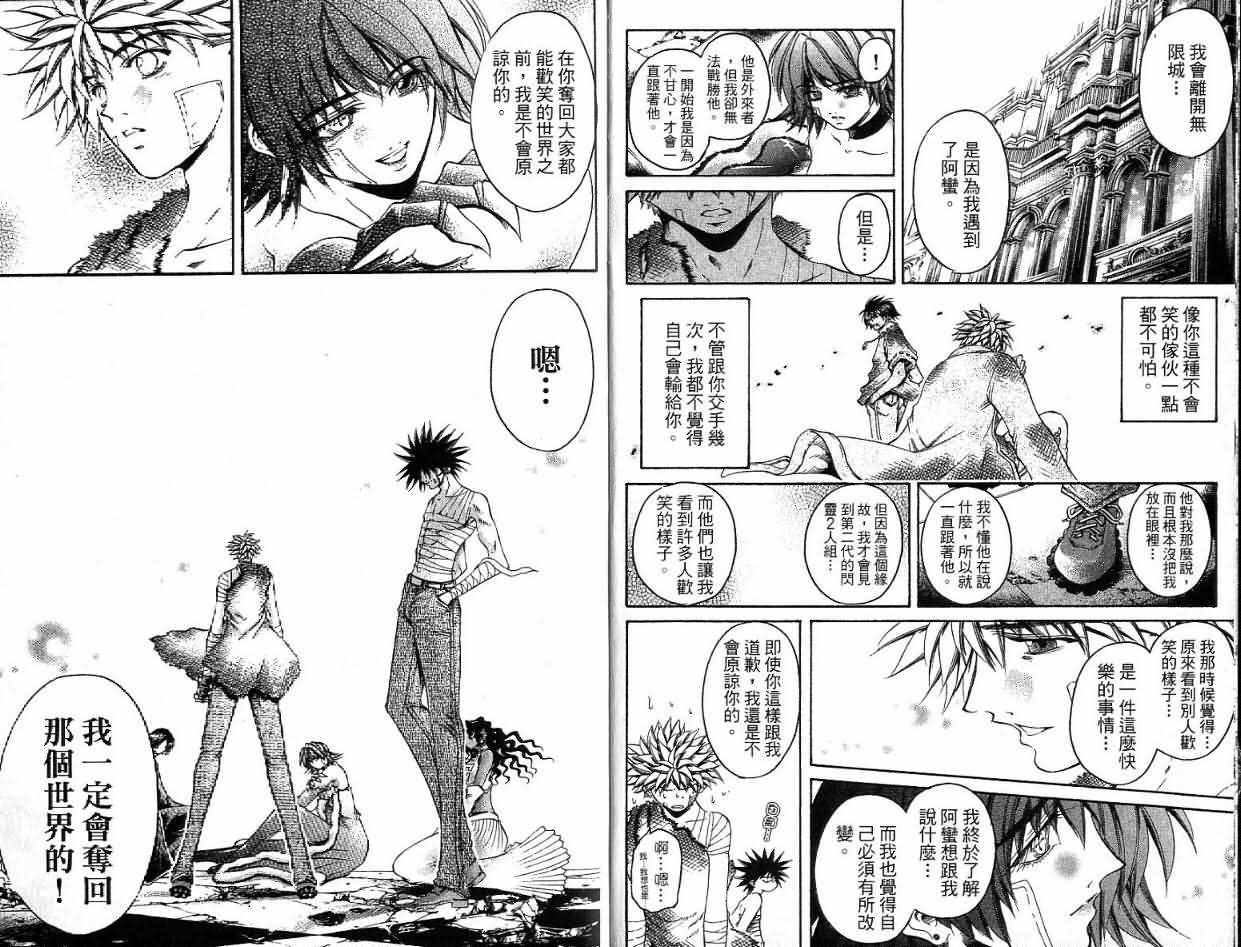 我會離開無
限城…
是因為我遇到
了阿蠻。
！
他是外來者
，但我卻無
法戰勝他。
一開始我是因為
不甘心，才會一
直跟著他。
但是…
像你這種不會
笑的傢伙一點
都不可怕。
不管跟你交手幾
次，我都不覺得
自己會輸給你。
他對我那麼說，
而且根本沒把我
放在眼裡…
我不懂他在說
什麼，所以就
一直跟著他。
但因為這個緣
故，我才會見
到第二代的閃
靈2人組…
而他們也讓我
看到許多人歡
笑的樣子。
我那時候覺得…
原來看到別人歡
笑的樣子
是一件這麼快
樂的事情…
我終於了解
阿蠻想跟我
說什麼…
而我也覺得自
己必須有所改
變。
即使你這樣跟我
道歉，我還是不
會原諒你的。
啊…嗯…
我…我想也是
在你奪回大家都
能歡笑的世界之
前，我是不會原
諒你的。
嗯…
我一定會奪回
那個世界的！